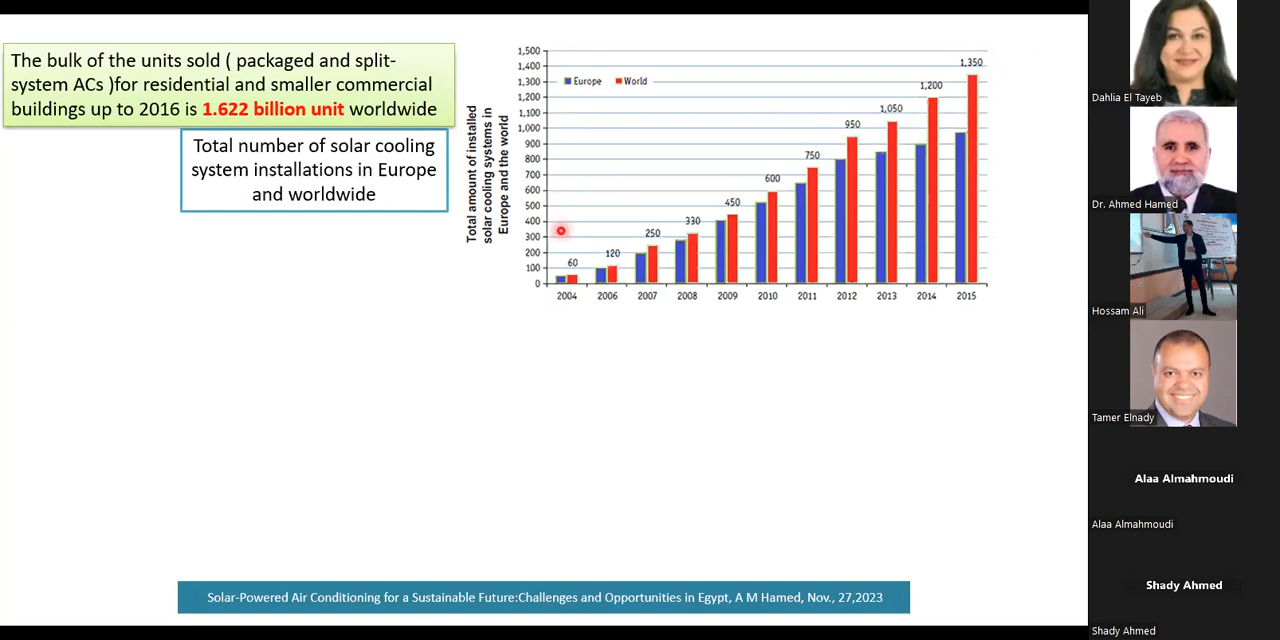 The bulk of the units sold ( packaged and split-
system ACs )for residential and smaller commercial
buildings up to 2016 is 1.622 billion unit worldwide
Total number of solar cooling
system installations in Europe
and worldwide
Total amount of installed
solar cooling systems in
Europe and the world
1,500
1,400
1,300
1,200
1,100
1,000
900
800
700
600
500
400
300
200
100
0
Europe
World
60
120
250
330
450
600
750
950
1,050
1,200
1,350
2004
2006
2007
2008
2009
2010
2011
2012
2013
2014
2015
Solar-Powered Air Conditioning for a Sustainable Future:Challenges and Opportunities in Egypt, A M Hamed, Nov., 27,2023
Dahlia El Tayeb
Dr. Ahmed Hamed
Hossam Ali
Tamer Elnady
Alaa Almahmoudi
Alaa Almahmoudi
Shady Ahmed
Shady Ahmed